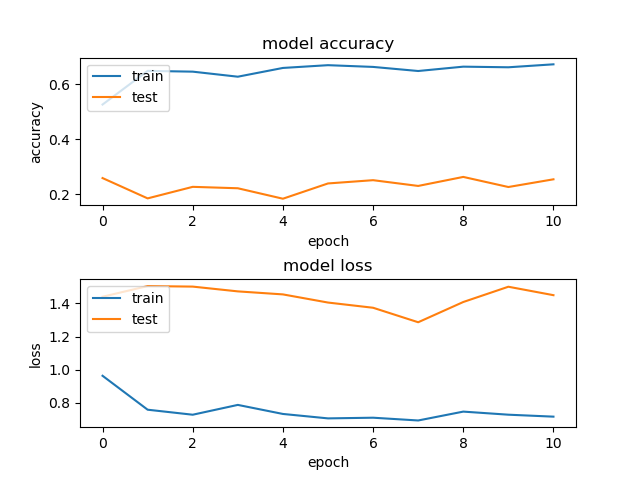 model accuracy
train
test
0.6
0.4
0.2
accuracy
0 2 4 6 8 10
epoch
model loss
train
test
1.4
1.2
1.0
0.8
loss
0 2 4 6 8 10
epoch